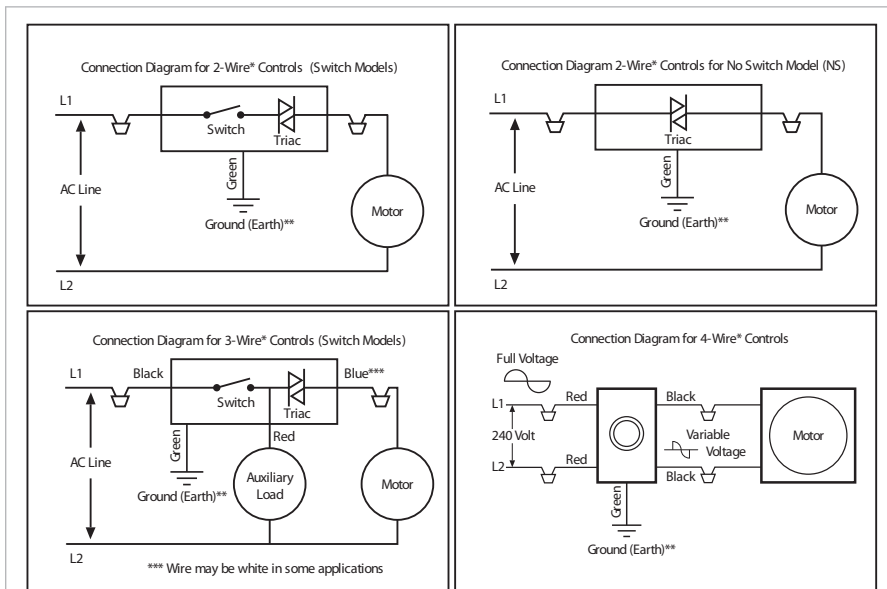 Connection Diagram for 2-Wire* Controls (Switch Models)
L1
Switch
Triac
Green
AC Line
Ground (Earth)**
Motor
L2
Connection Diagram 2-Wire* Controls for No Switch Model (NS)
L1
Triac
Green
AC Line
Ground (Earth)**
Motor
L2
Connection Diagram for 3-Wire* Controls (Switch Models)
L1
Black
Blue***
Switch
Triac
Green
Red
AC Line
Ground (Earth)**
Auxiliary
Load
Motor
L2
*** Wire may be white in some applications
Connection Diagram for 4-Wire* Controls
Full Voltage
L1
Red
Black
240 Volt
Variable
Voltage
Motor
L2
Red
Black
Green
Ground (Earth)**